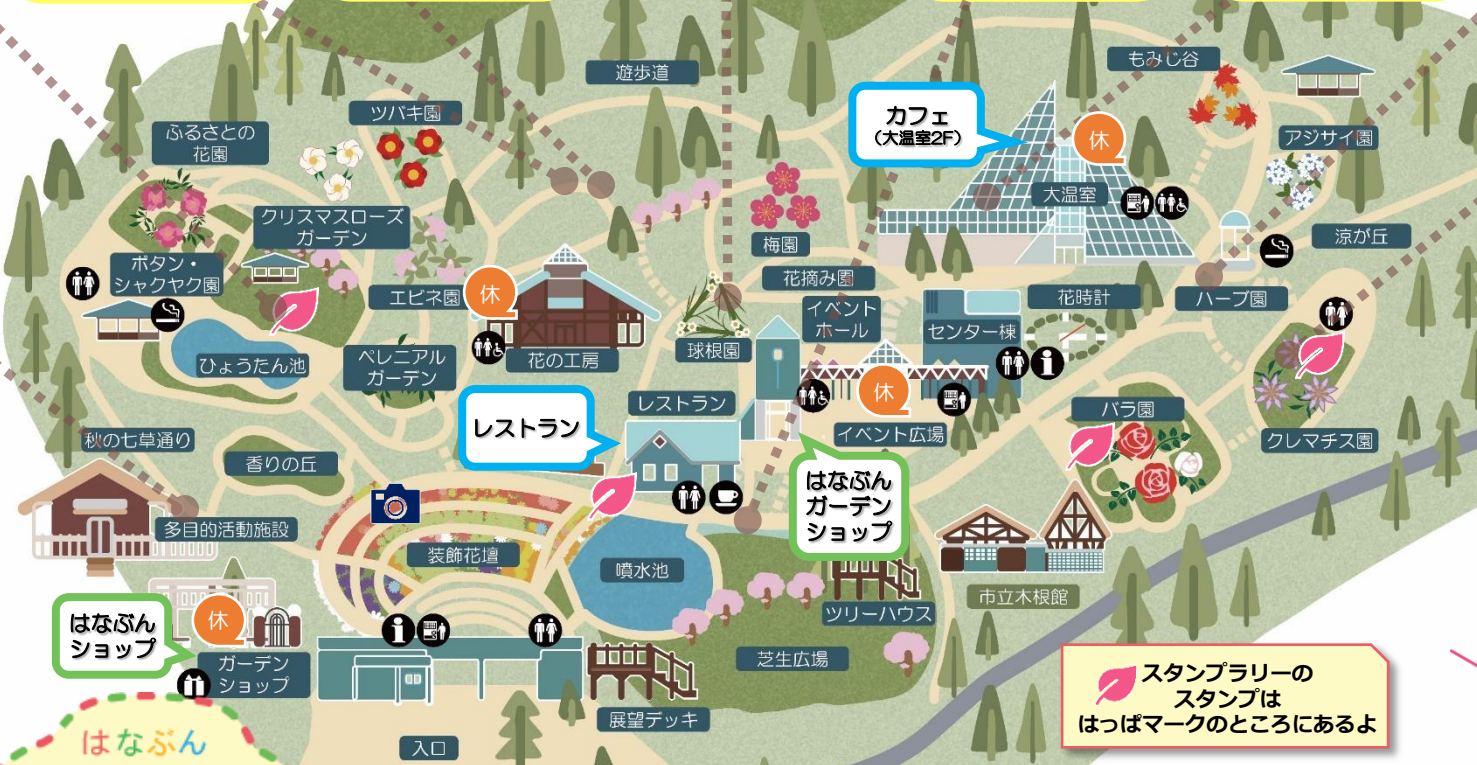 遊歩道
もみじ谷
カフェ
(大温室2F)
休
ツバキ園
ふるさとの
花園
アジサイ園
大温室
クリスマスローズ
ガーデン
梅園
涼が丘
ボタン・
シャクヤク園
エビネ園
休
花摘み園
イベント
ホール
センター棟
花時計
ハーブ園
ひょうたん池
ペレニアル
ガーデン
花の工房
球根園
休
レストラン
レストラン
イベント広場
バラ園
クレマチス園
秋の七草通り
香りの丘
はなぶん
ガーデン
ショップ
多目的活動施設
装飾花壇
噴水池
ツリーハウス
市立木根館
はなぶん
ショップ
休
ガーデン
ショップ
芝生広場
展望デッキ
入口
はなぶん
スタンプラリーの
スタンプは
はっぱマークのところにあるよ